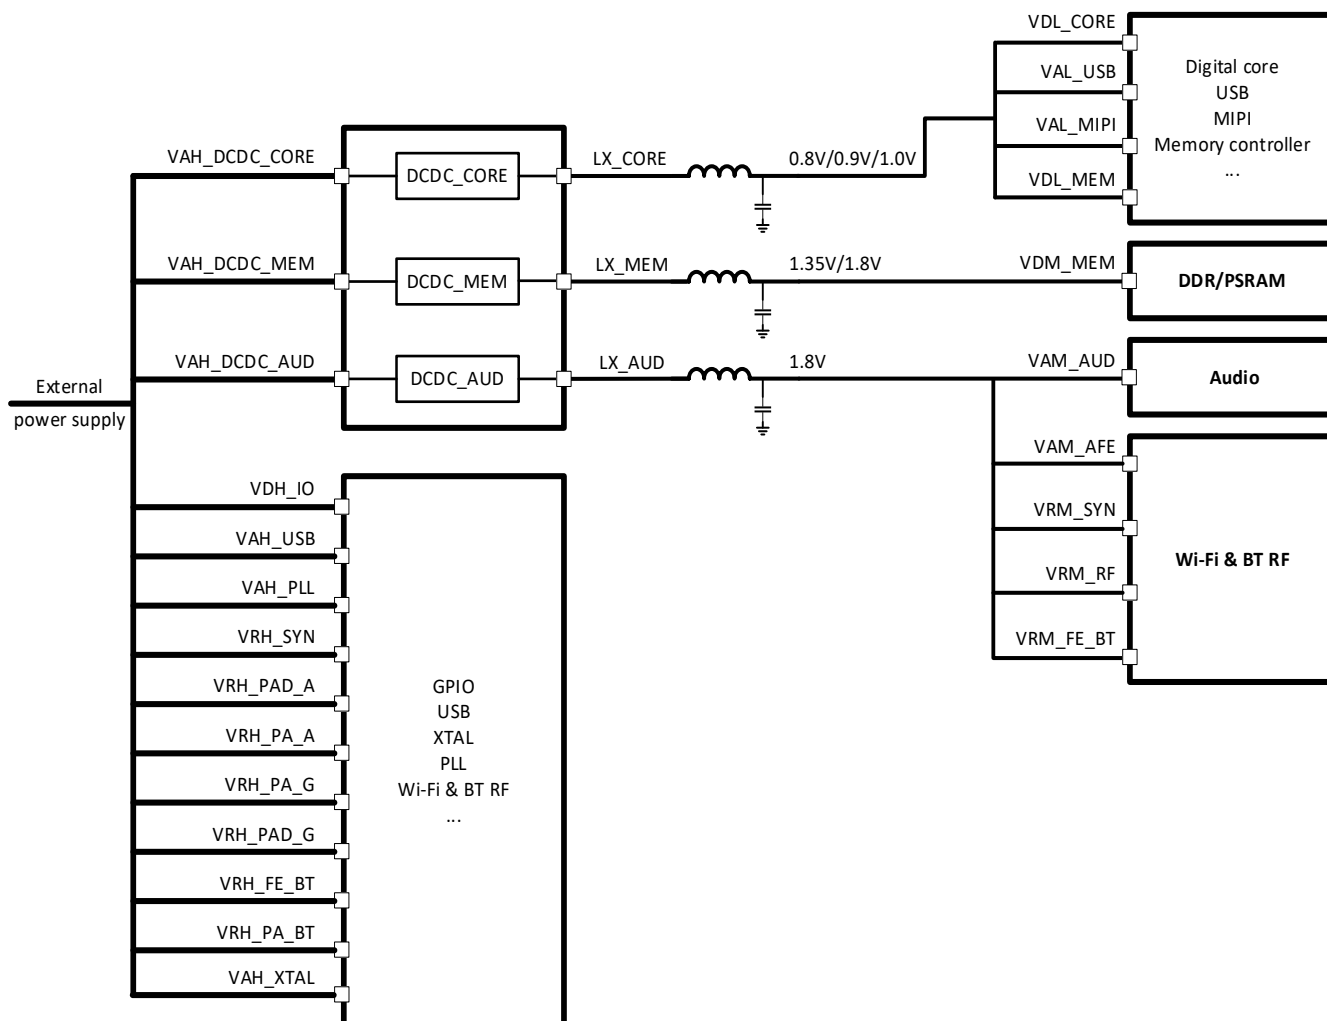 VDL_CORE
VAL_USB
VAL_MIPI
VDL_MEM
Digital core
USB
MIPI
Memory controller
...
VAH_DCDC_CORE
DCDC_CORE
LX_CORE
0.8V/0.9V/1.0V
VAH_DCDC_MEM
DCDC_MEM
LX_MEM
1.35V/1.8V
VDM_MEM
DDR/PSRAM
VAH_DCDC_AUD
DCDC_AUD
LX_AUD
1.8V
VAM_AUD
Audio
External
power supply
VAM_AFE
VRM_SYN
VRM_RF
VRM_FE_BT
Wi-Fi & BT RF
VDH_IO
VAH_USB
VAH_PLL
VRH_SYN
VRH_PAD_A
VRH_PA_A
VRH_PA_G
VRH_PAD_G
VRH_FE_BT
VRH_PA_BT
VAH_XTAL
GPIO
USB
XTAL
PLL
Wi-Fi & BT RF
...